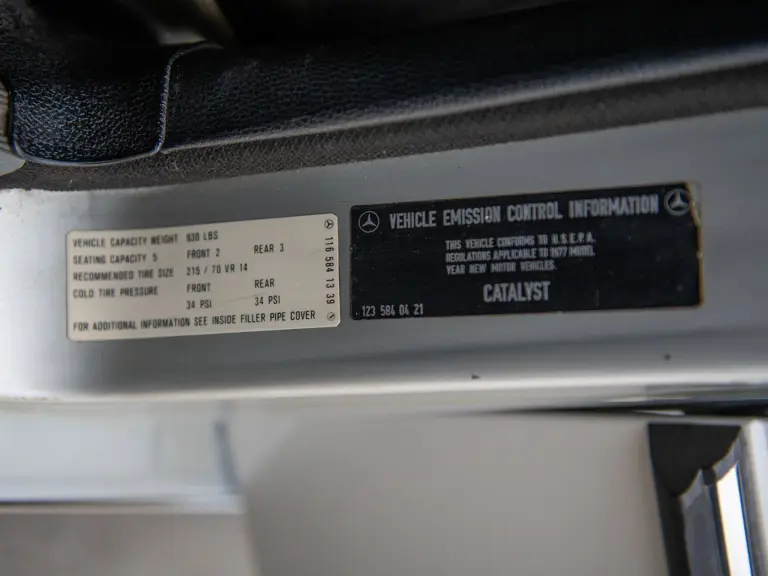 VEHICLE CAPACITY WEIGHT 930 LBS
SEATING CAPACITY 5 FRONT 2 REAR 3
RECOMMENDED TIRE SIZE 215 / 70 VR 14
COLD TIRE PRESSURE FRONT REAR
34 PSI 34 PSI
FOR ADDITIONAL INFORMATION SEE INSIDE FILLER PIPE COVER
116 584 13 39
VEHICLE EMISSION CONTROL INFORMATION
THIS VEHICLE CONFORMS TO U.S.E.P.A.
REGULATIONS APPLICABLE TO 1977 MODEL
YEAR NEW MOTOR VEHICLES.
CATALYST
123 584 04 21